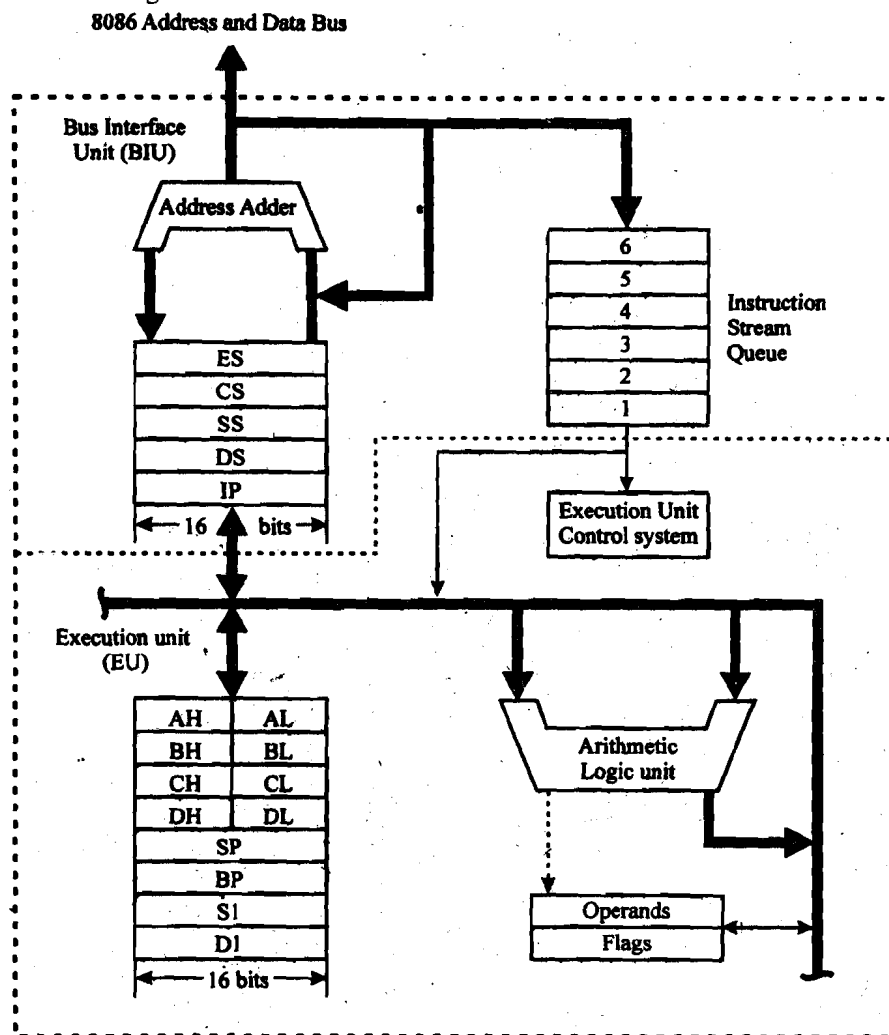 8086 Address and Data Bus
Bus Interface
Unit (BIU)
Address Adder
6
5
4
3
2
1
Instruction
Stream
Queue
ES
CS
SS
DS
IP
16 bits
Execution Unit
Control system
Execution unit
(EU)
AH AL
BH BL
CH CL
DH DL
SP
BP
S1
D1
16 bits
Arithmetic
Logic unit
Operands
Flags